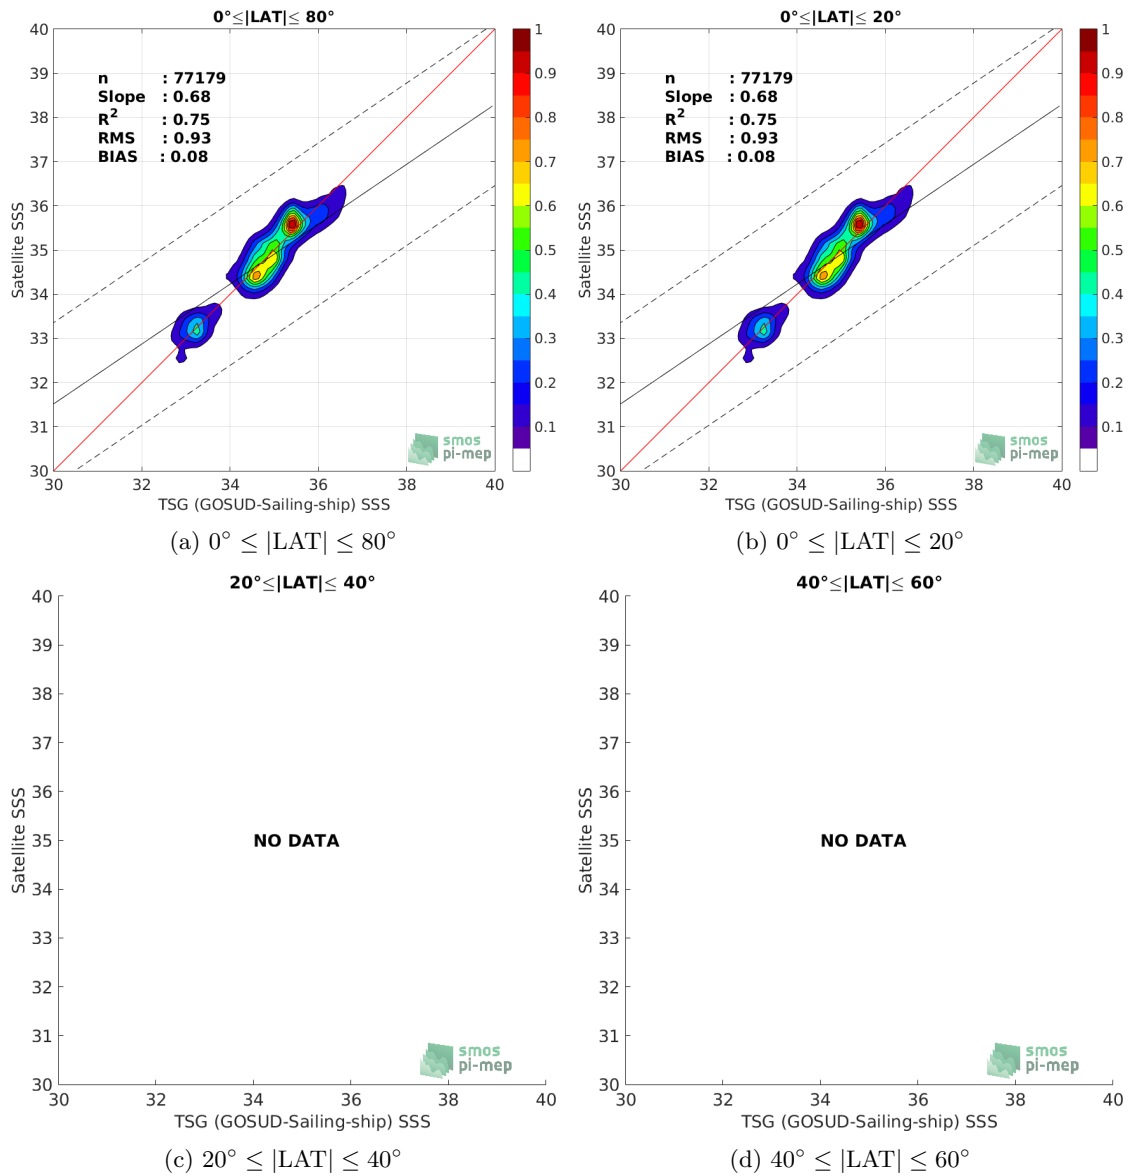 0°≤|LAT|≤ 80°
40
39
38
37
36
35
34
33
32
31
30
n : 77179
Slope : 0.68
R2 : 0.75
RMS : 0.93
BIAS : 0.08
Satellite SSS
30 32 34 36 38 40
TSG (GOSUD-Sailing-ship) SSS
smos
pi-mep
1
0.9
0.8
0.7
0.6
0.5
0.4
0.3
0.2
0.1
(a) 0° ≤ |LAT| ≤ 80°
0°≤|LAT|≤ 20°
40
39
38
37
36
35
34
33
32
31
30
n : 77179
Slope : 0.68
R2 : 0.75
RMS : 0.93
BIAS : 0.08
Satellite SSS
30 32 34 36 38 40
TSG (GOSUD-Sailing-ship) SSS
smos
pi-mep
1
0.9
0.8
0.7
0.6
0.5
0.4
0.3
0.2
0.1
(b) 0° ≤ |LAT| ≤ 20°
20°≤|LAT|≤ 40°
40
39
38
37
36
35
34
33
32
31
30
Satellite SSS
NO DATA
smos
pi-mep
30 32 34 36 38 40
TSG (GOSUD-Sailing-ship) SSS
(c) 20° ≤ |LAT| ≤ 40°
40°≤|LAT|≤ 60°
40
39
38
37
36
35
34
33
32
31
30
Satellite SSS
NO DATA
smos
pi-mep
30 32 34 36 38 40
TSG (GOSUD-Sailing-ship) SSS
(d) 40° ≤ |LAT| ≤ 60°